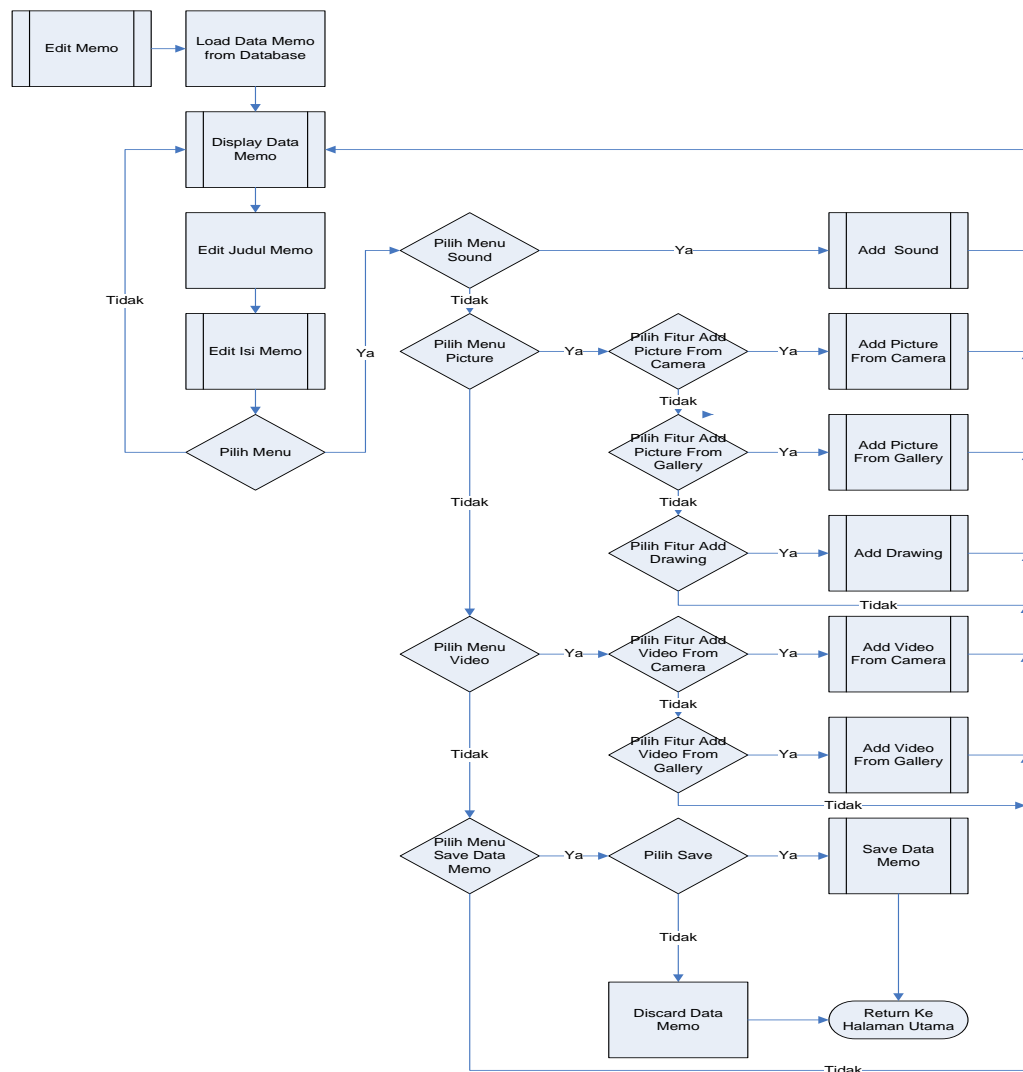 Edit Memo
Load Data Memo
from Database
Display Data
Memo
Edit Judul Memo
Tidak
Edit Isi Memo
Ya
Pilih Menu
Pilih Menu
Sound
Ya
Add  Sound
Tidak
Pilih Menu
Picture
Ya
Pilih Fitur Add
Picture From
Camera
Ya
Add Picture
From Camera
Tidak
Pilih Fitur Add
Picture From
Gallery
Ya
Add Picture
From Gallery
Tidak
Tidak
Pilih Fitur Add
Drawing
Ya
Add Drawing
Tidak
Pilih Menu
Video
Ya
Pilih Fitur Add
Video From
Camera
Ya
Add Video
From Camera
Tidak
Tidak
Pilih Fitur Add
Video From
Gallery
Ya
Add Video
From Gallery
Tidak
Pilih Menu
Save Data
Memo
Ya
Pilih Save
Ya
Save Data
Memo
Tidak
Discard Data
Memo
Return Ke
Halaman Utama
Tidak